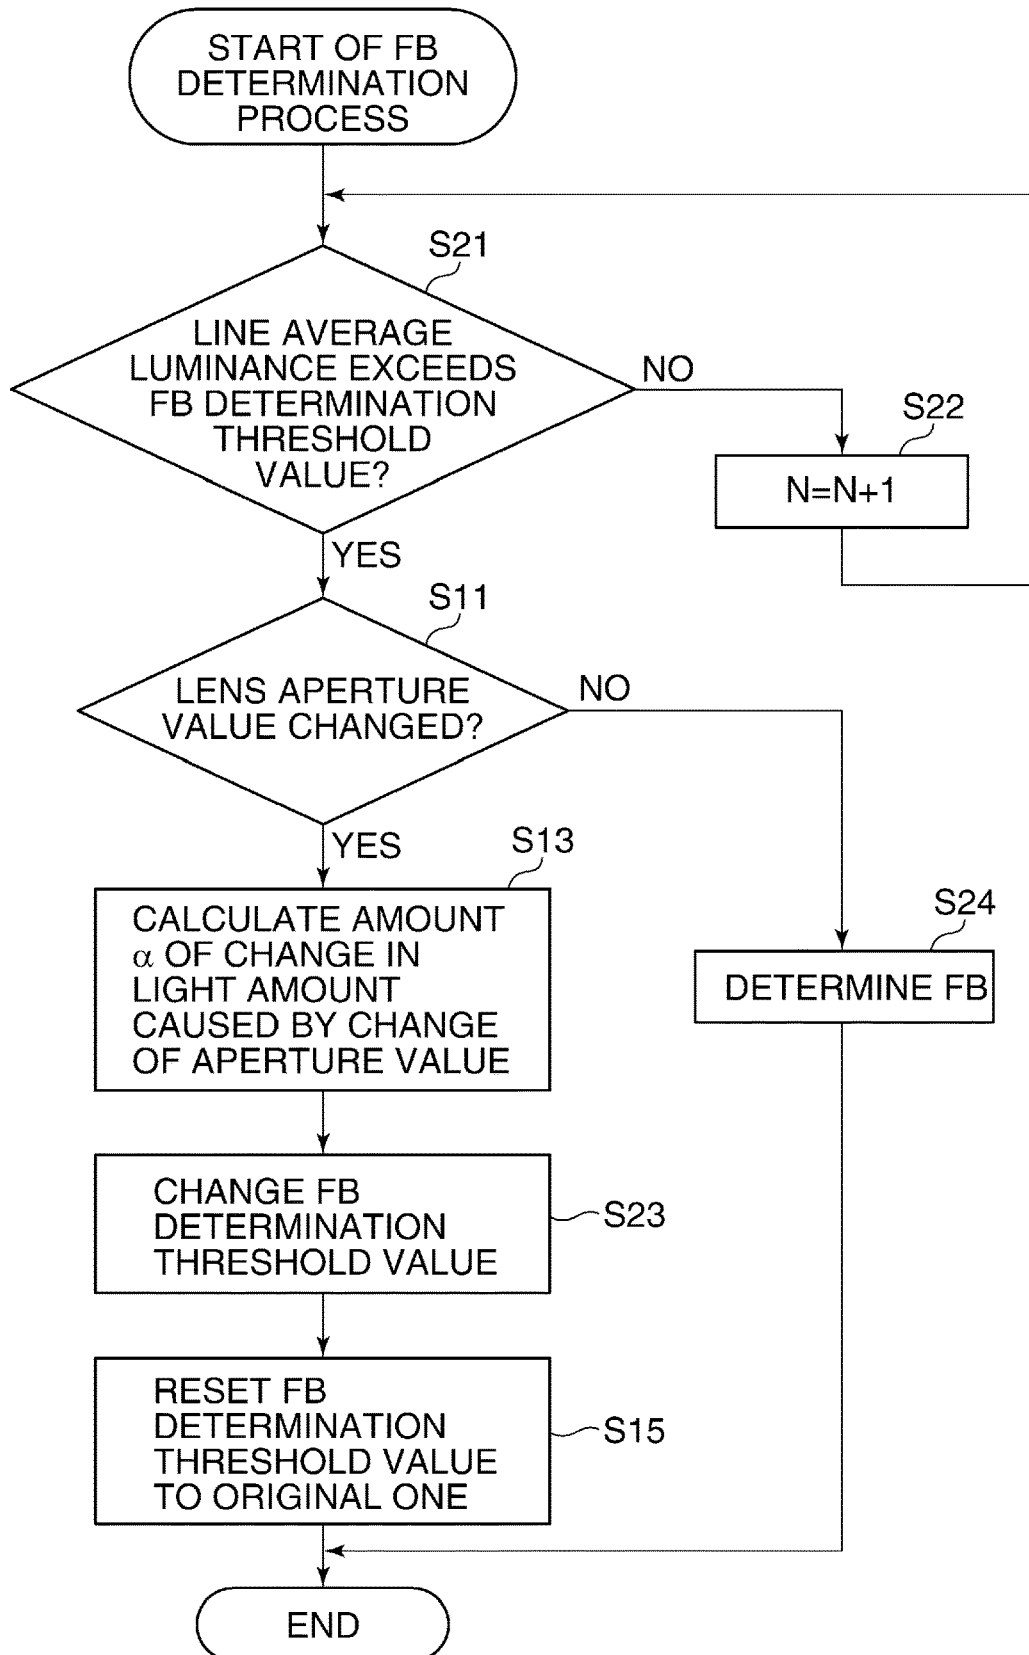 START OF FB
DETERMINATION
PROCESS
S21
LINE AVERAGE
LUMINANCE EXCEEDS
FB DETERMINATION
THRESHOLD
VALUE?
NO
S22
N=N+1
YES
S11
LENS APERTURE
VALUE CHANGED?
NO
YES
S13
CALCULATE AMOUNT
α OF CHANGE IN
LIGHT AMOUNT
CAUSED BY CHANGE
OF APERTURE VALUE
S24
DETERMINE FB
CHANGE FB
DETERMINATION
THRESHOLD VALUE
S23
RESET FB
DETERMINATION
THRESHOLD VALUE
TO ORIGINAL ONE
S15
END